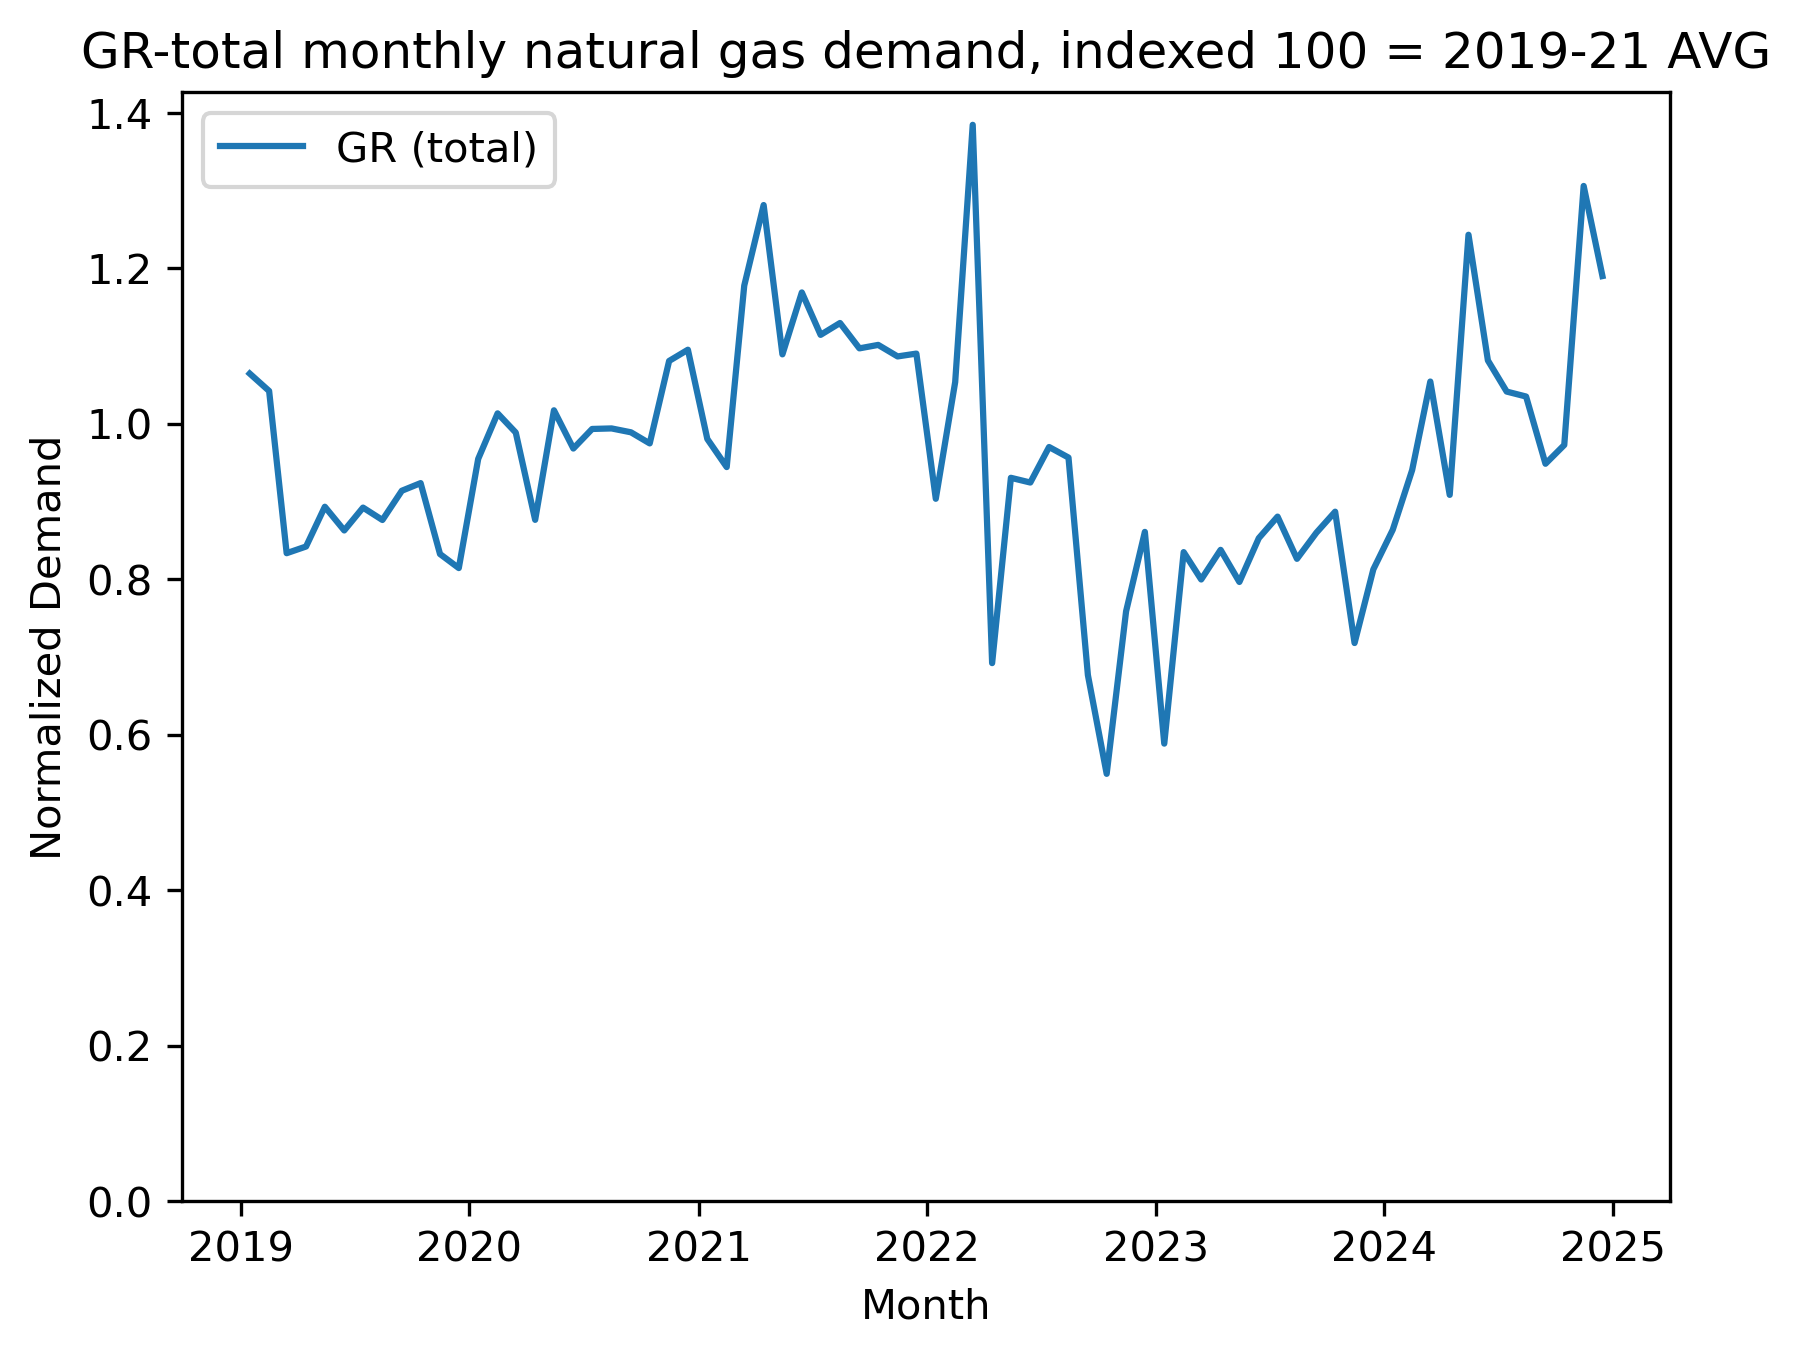 GR-total monthly natural gas demand, indexed 100 = 2019-21 AVG
GR (total)
1.4
1.2
1.0
0.8
0.6
0.4
0.2
0.0
Normalized Demand
2019 2020 2021 2022 2023 2024 2025
Month